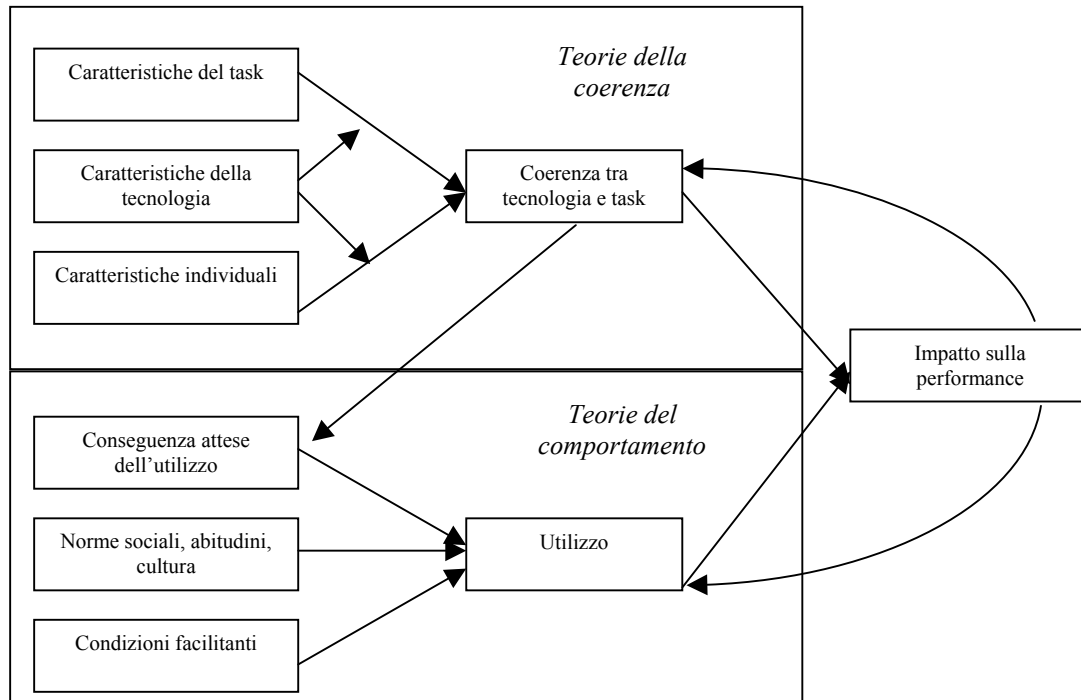 Teorie della
coerenza
Caratteristiche del task
Caratteristiche della
tecnologia
Caratteristiche individuali
Coerenza tra
tecnologia e task
Impatto sulla
performance
Teorie del
comportamento
Conseguenza attese
dell’utilizzo
Norme sociali, abitudini,
cultura
Condizioni facilitanti
Utilizzo